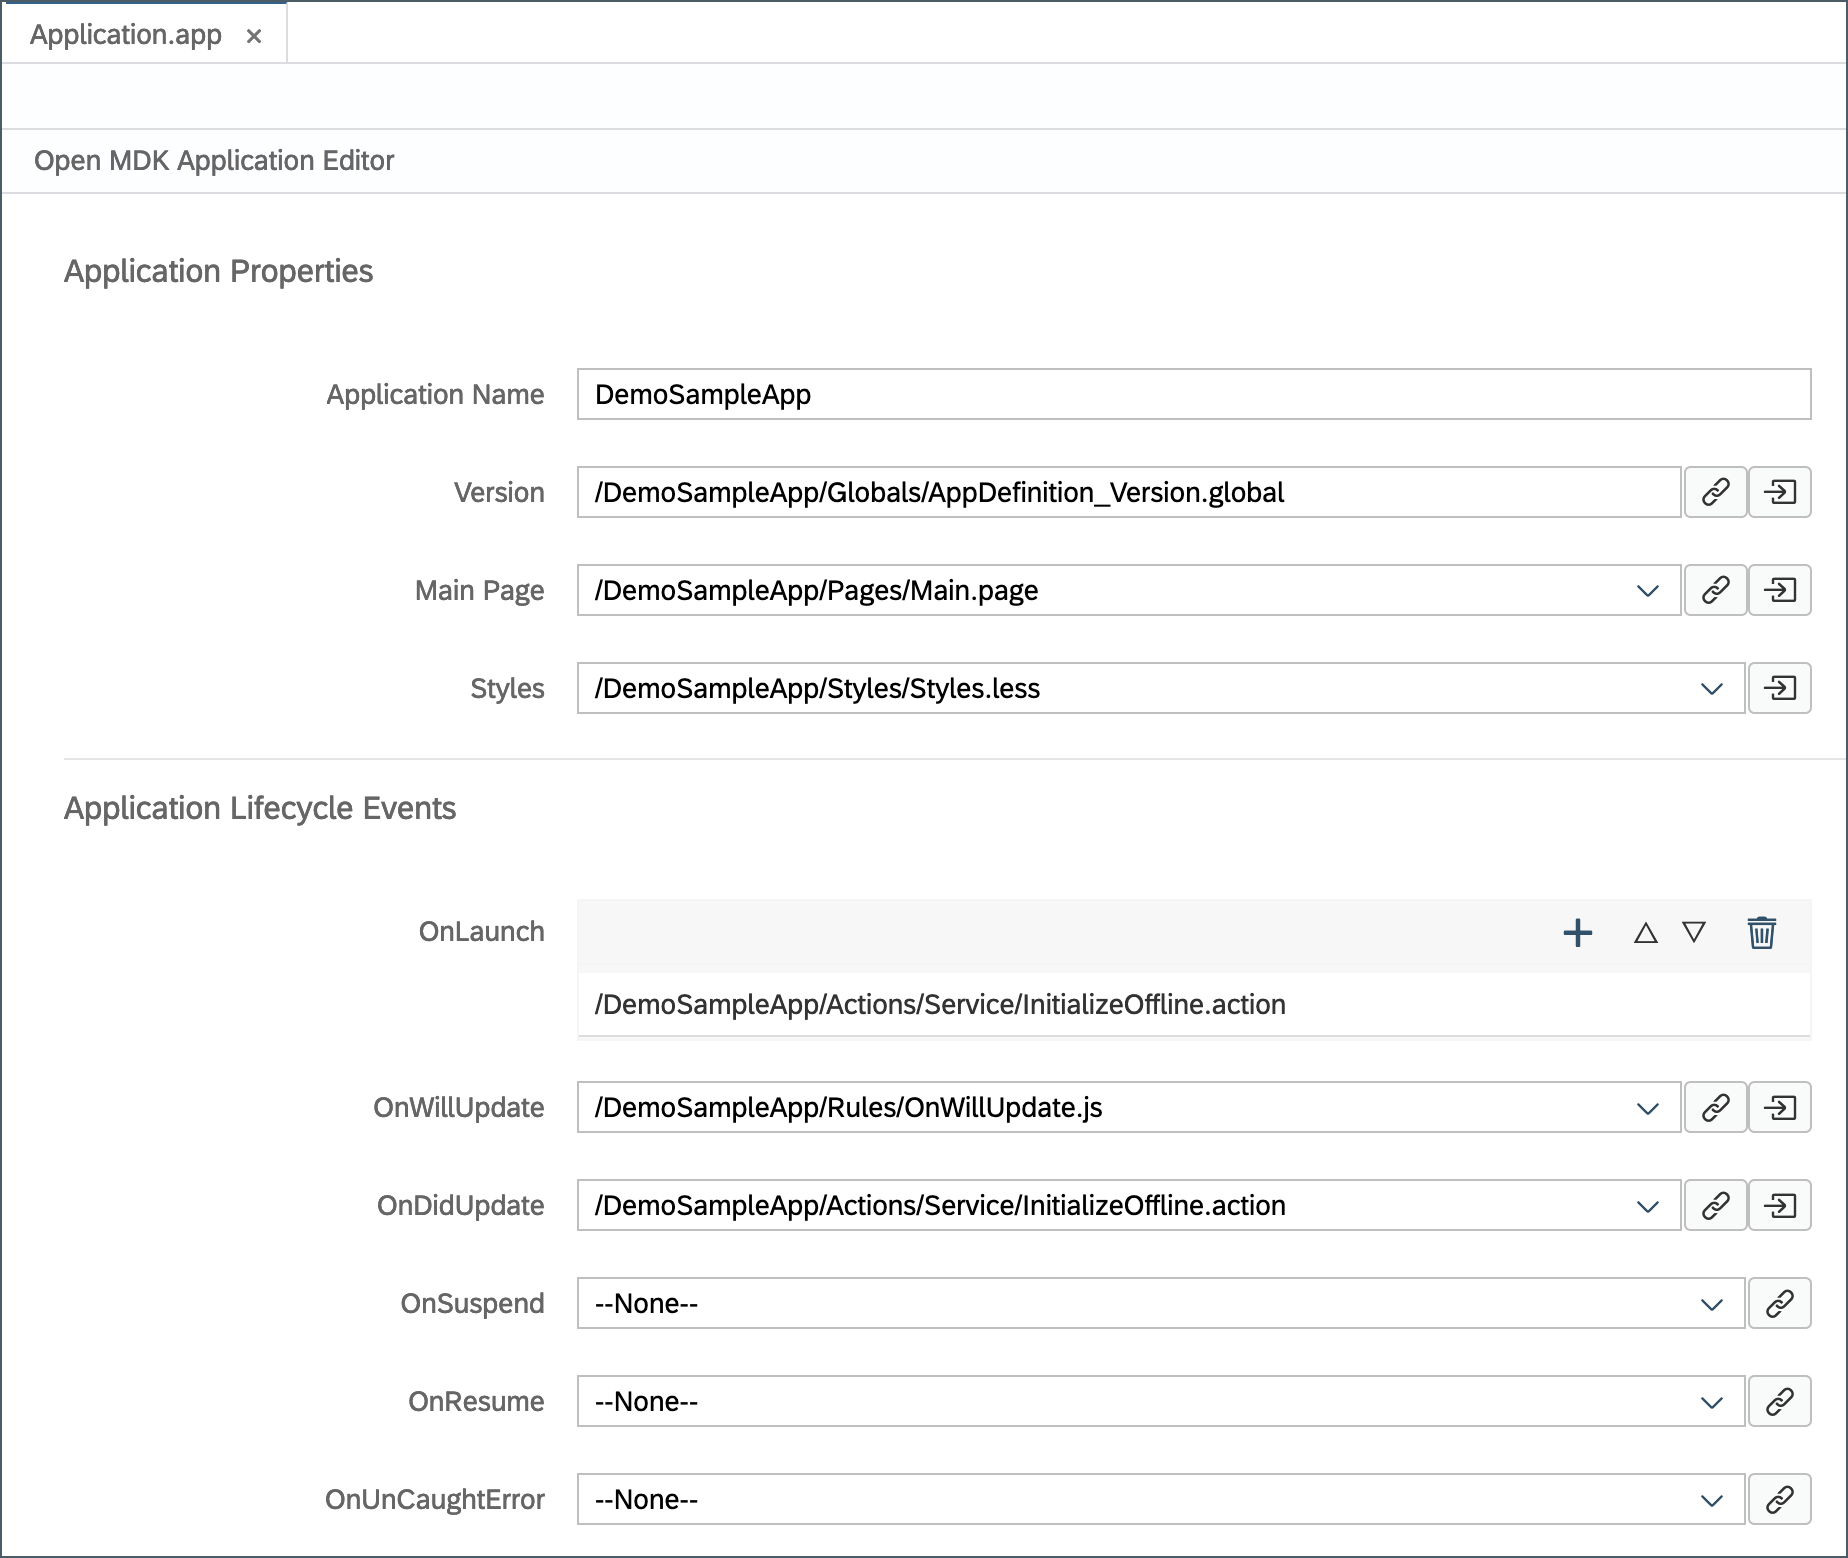 Application.app ×
Open MDK Application Editor
Application Properties
Application Name DemoSampleApp
Version /DemoSampleApp/Globals/AppDefinition_Version.global
Main Page /DemoSampleApp/Pages/Main.page
Styles /DemoSampleApp/Styles/Styles.less
Application Lifecycle Events
OnLaunch
/DemoSampleApp/Actions/Service/InitializeOffline.action
OnWillUpdate /DemoSampleApp/Rules/OnWillUpdate.js
OnDidUpdate /DemoSampleApp/Actions/Service/InitializeOffline.action
OnSuspend --None--
OnResume --None--
OnUnCaughtError --None--